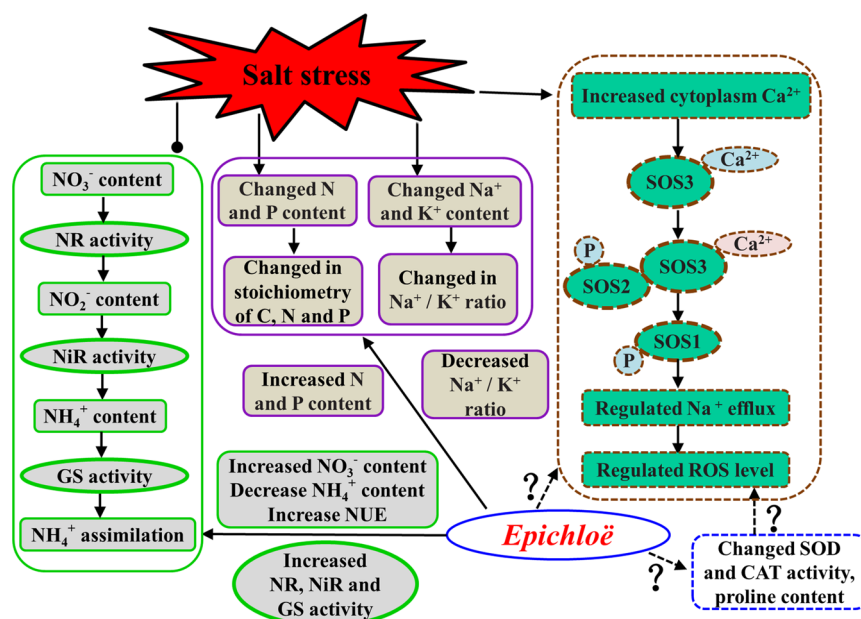 Salt stress
NO₃⁻ content
NR activity
NO₂⁻ content
NiR activity
NH₄⁺ content
GS activity
NH₄⁺ assimilation
Changed N
and P content
Changed in
stoichiometry
of C, N and P
Changed Na⁺
and K⁺ content
Changed in
Na⁺ / K⁺ ratio
Increased N
and P content
Decreased
Na⁺ / K⁺
ratio
Increased NO₃⁻ content
Decrease NH₄⁺ content
Increase NUE
Increased
NR, NiR and
GS activity
Epichloë
?
?
?
Increased cytoplasm Ca²⁺
Ca²⁺
SOS3
Ca²⁺
P
SOS2
SOS3
SOS1
P
Regulated Na⁺ efflux
Regulated ROS level
Changed SOD
and CAT activity,
proline content